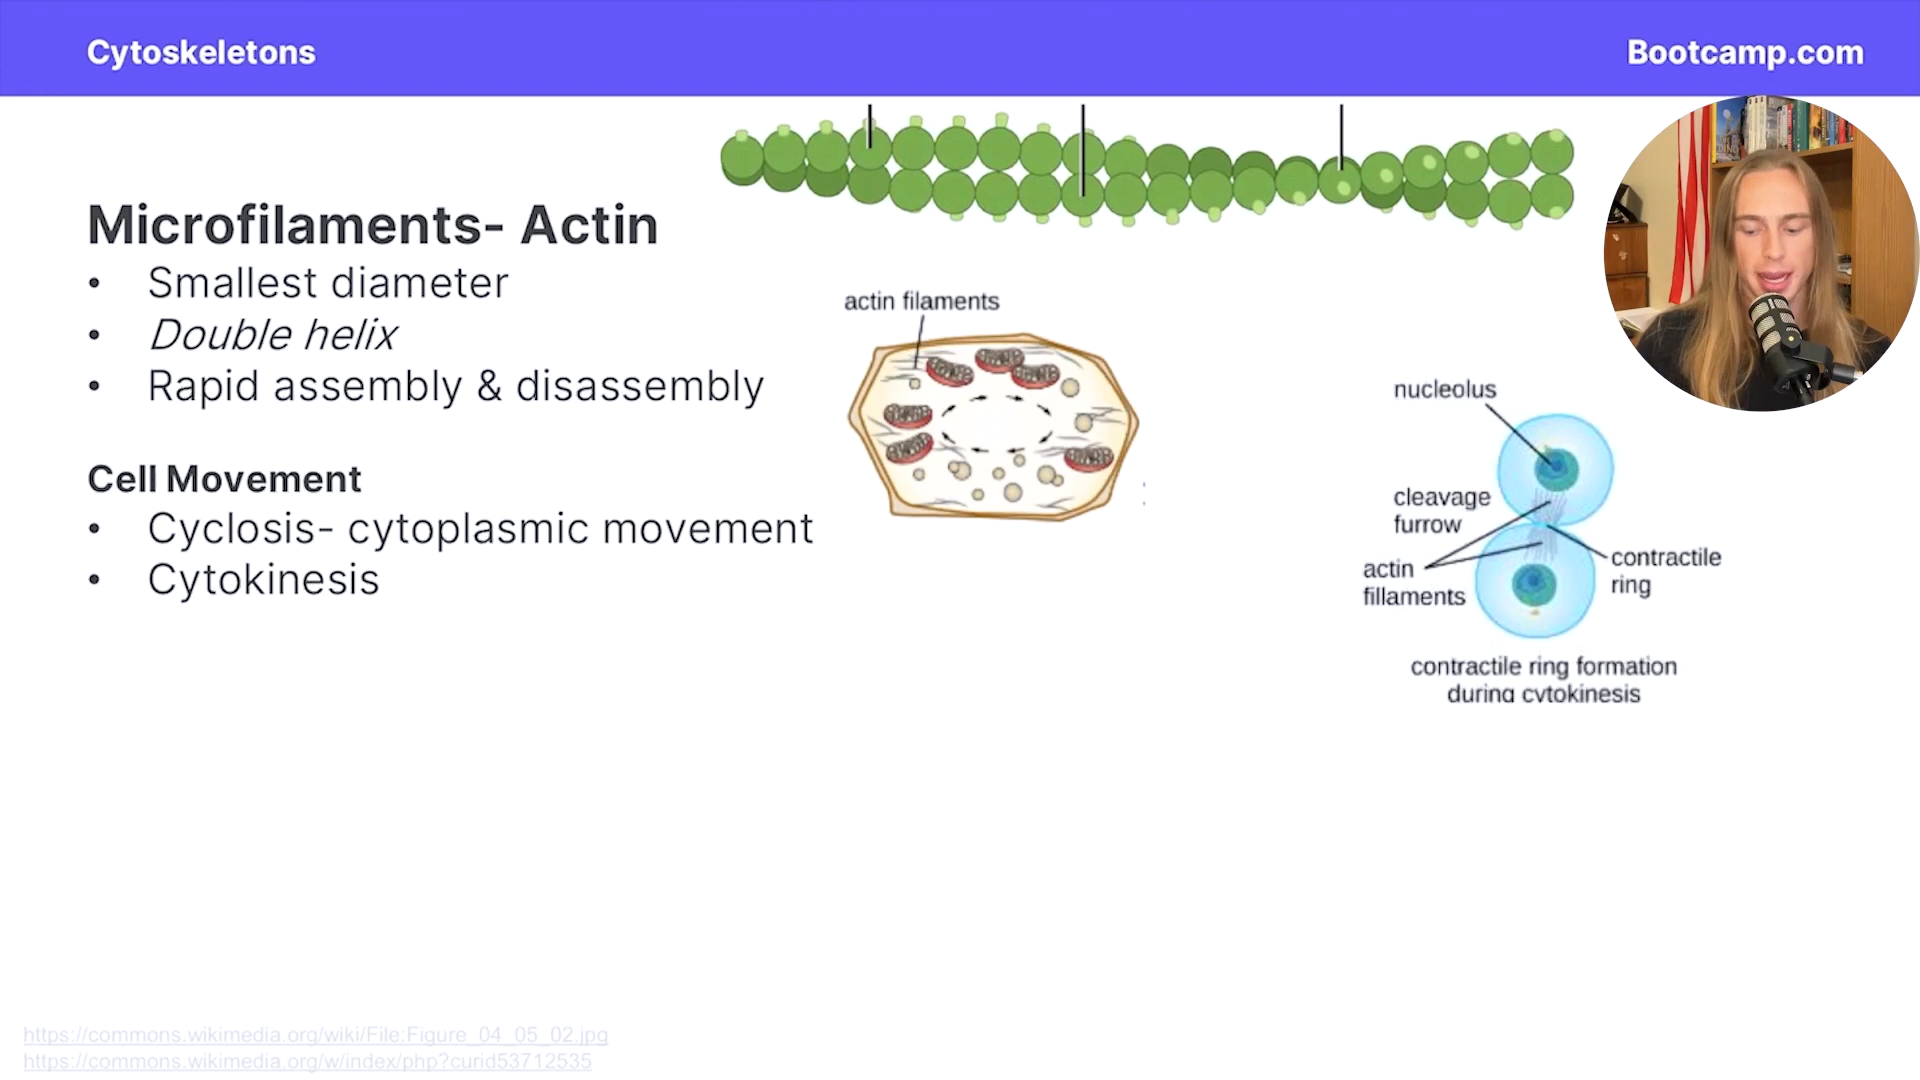 Cytoskeletons
Bootcamp.com
Microfilaments- Actin
• Smallest diameter
• Double helix
• Rapid assembly & disassembly
Cell Movement
• Cyclosis- cytoplasmic movement
• Cytokinesis
actin filaments
nucleolus
cleavage
furrow
actin
fillaments
contractile
ring
contractile ring formation
during cytokinesis
https://commons.wikimedia.org/wiki/File:Figure_04_05_02.jpg
https://commons.wikimedia.org/w/index/php?curid53712535